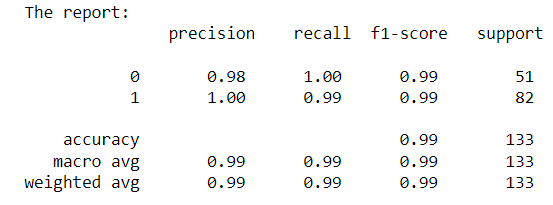 The report:
precision recall f1-score support
0 0.98 1.00 0.99 51
1 1.00 0.99 0.99 82
accuracy 0.99 133
macro avg 0.99 0.99 0.99 133
weighted avg 0.99 0.99 0.99 133